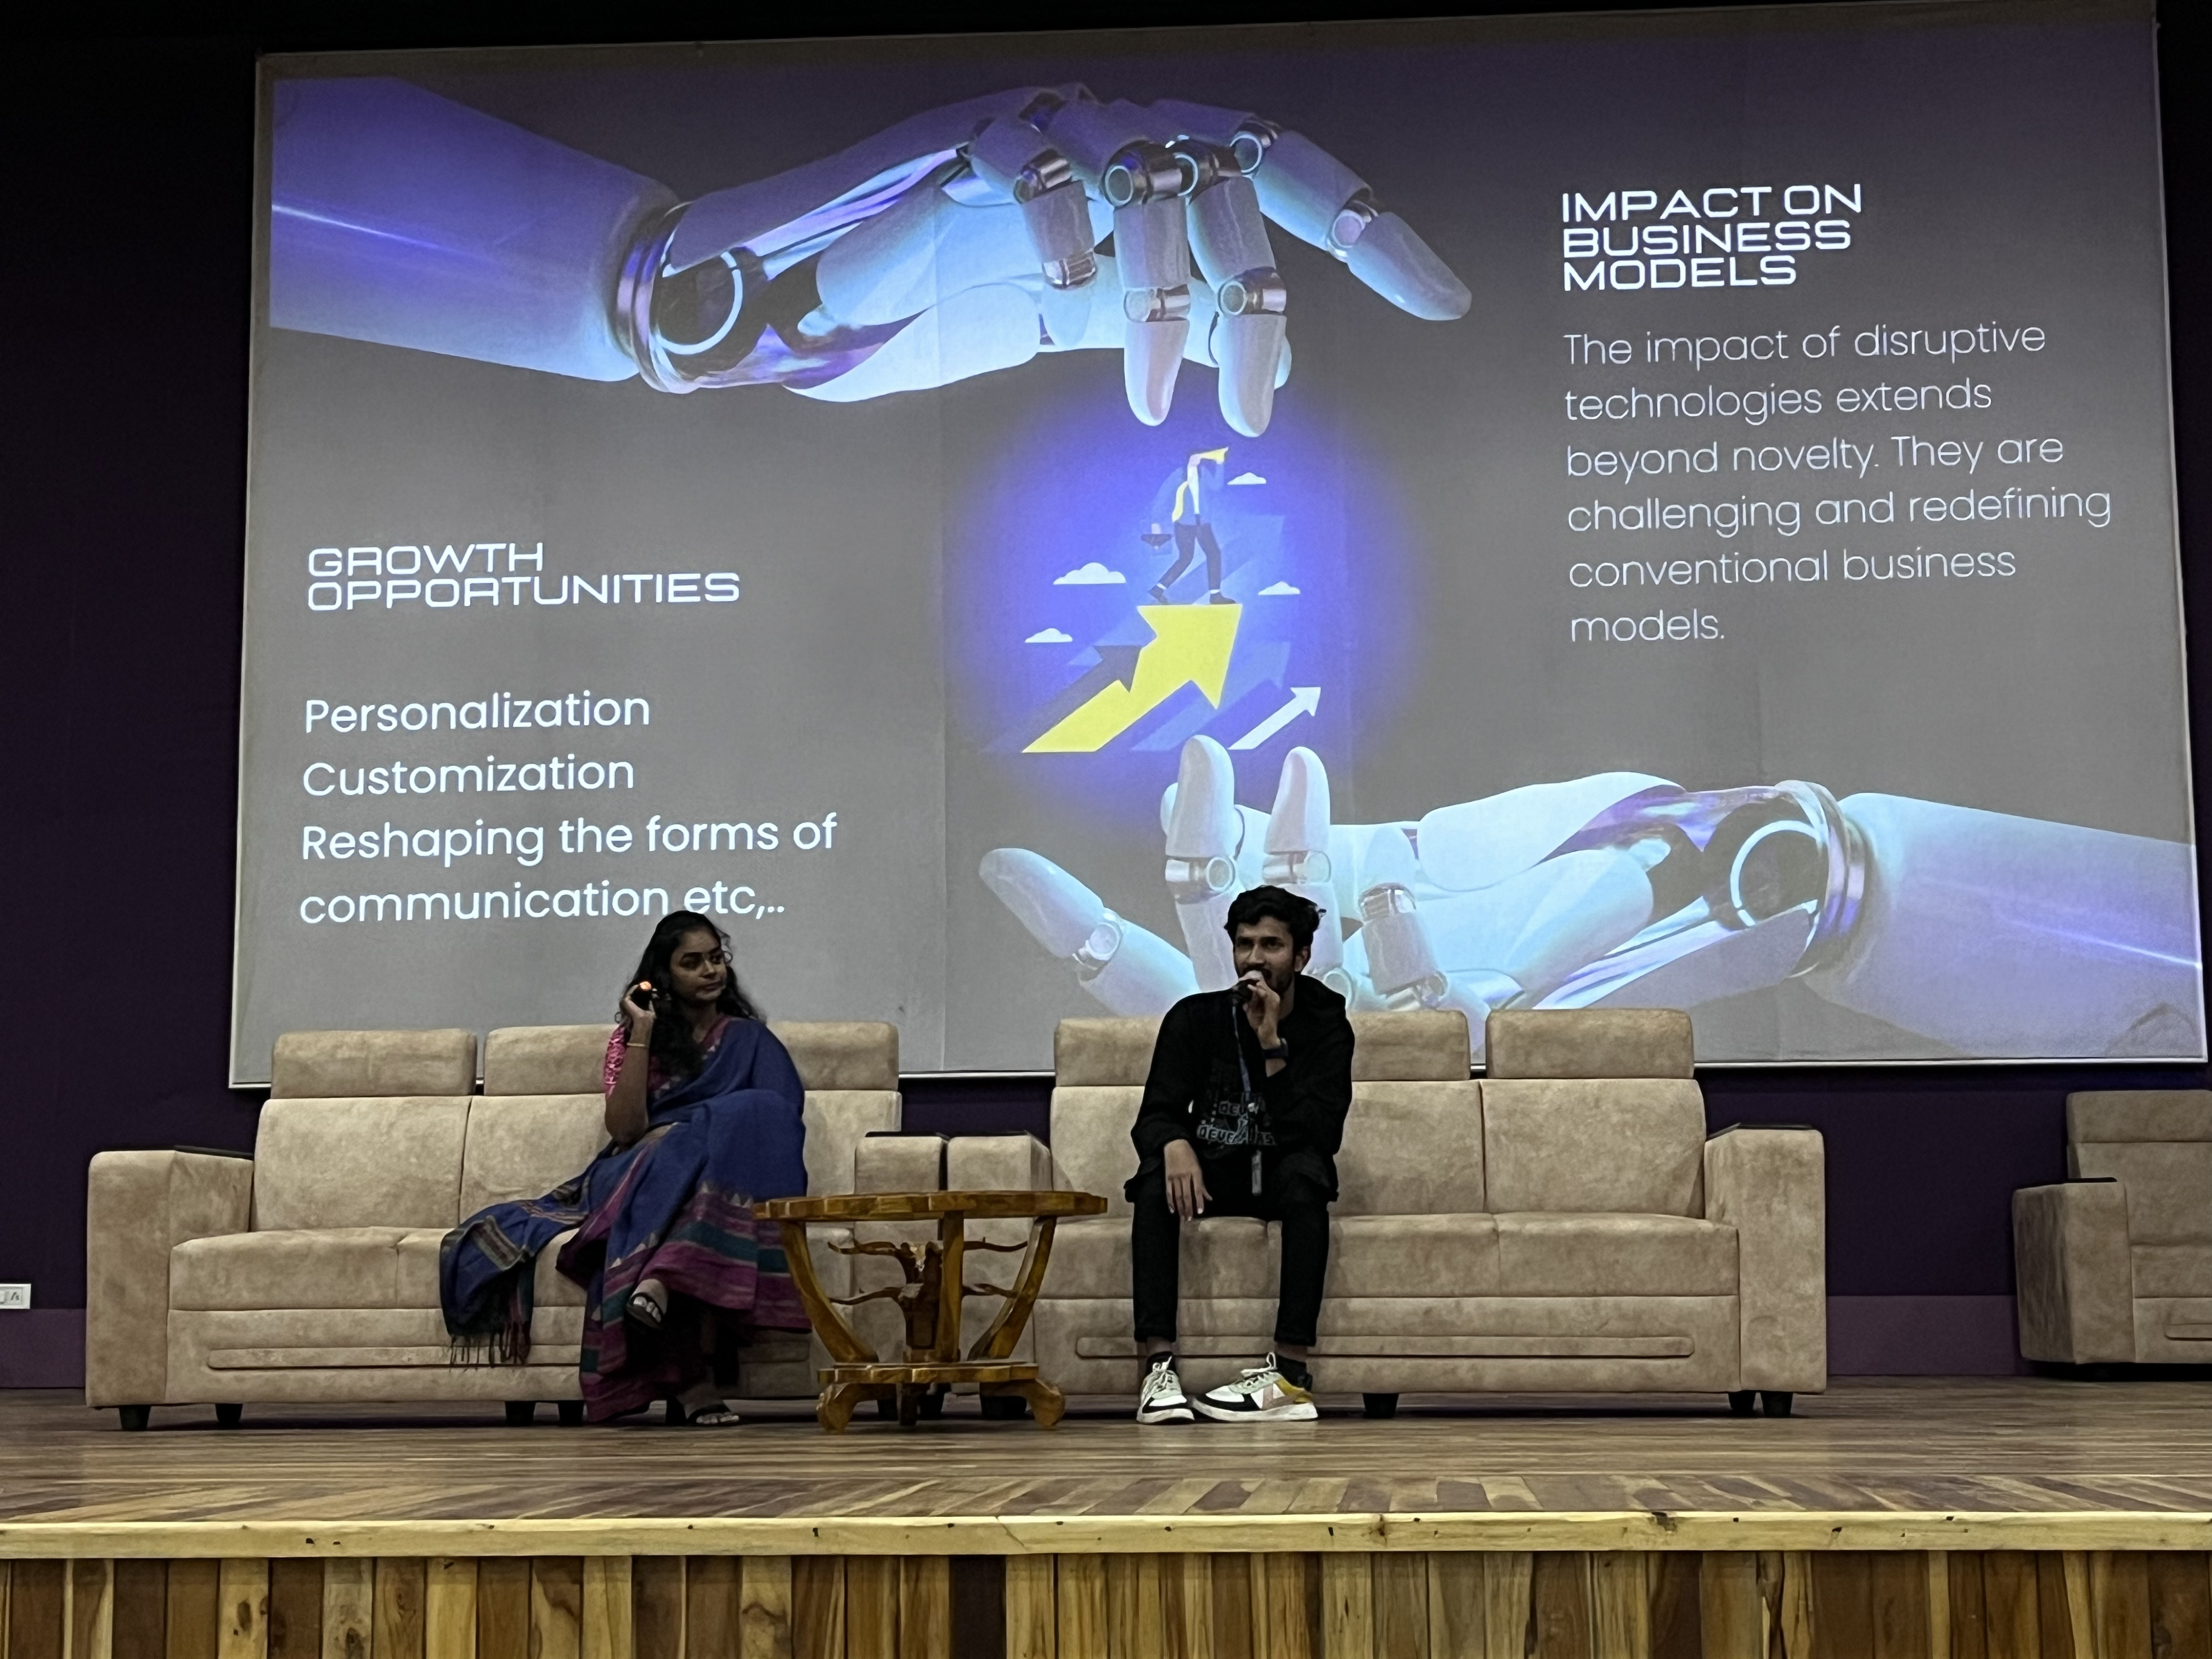 IMPACT ON
BUSINESS
MODELS
The impact of disruptive
technologies extends
beyond novelty. They are
challenging and redefining
conventional business
models.
GROWTH
OPPORTUNITIES
Personalization
Customization
Reshaping the forms of
communication etc,..